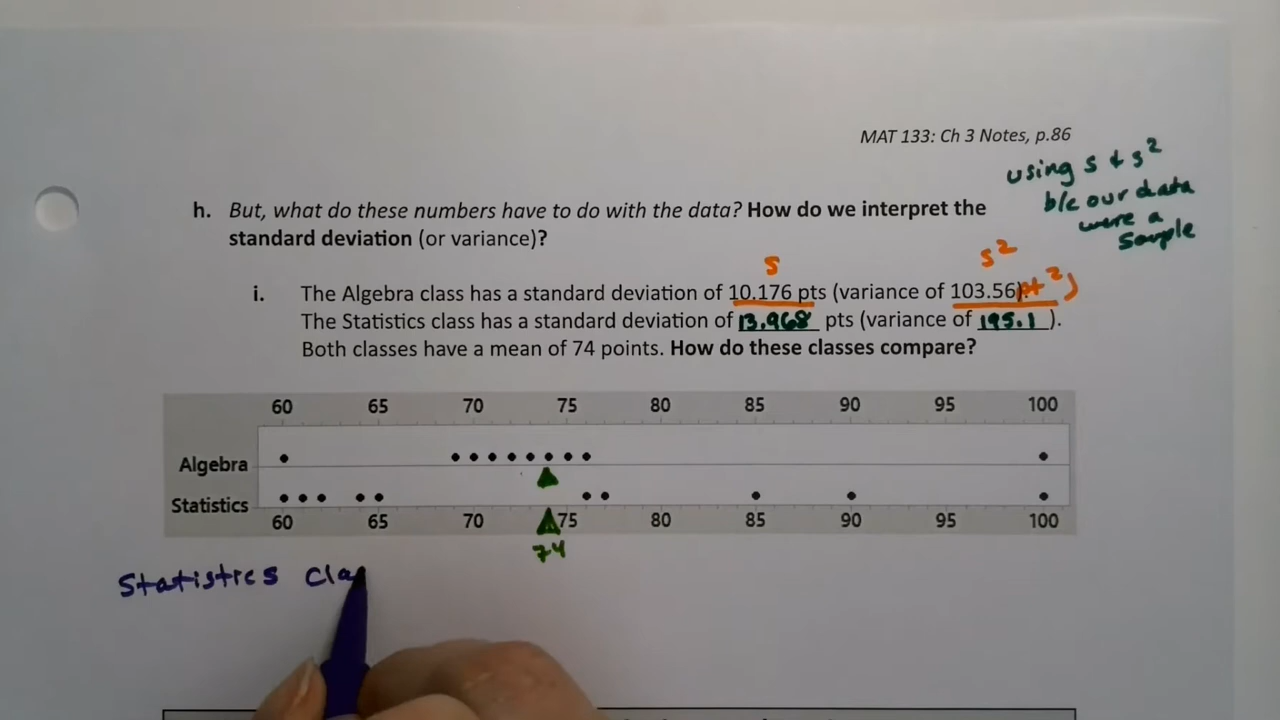 MAT 133: Ch 3 Notes, p.86
using s & s²
b/c our data
were a
sample
h. But, what do these numbers have to do with the data? How do we interpret the
standard deviation (or variance)?
s s²
i. The Algebra class has a standard deviation of 10.176 pts (variance of 103.56 pt²)
The Statistics class has a standard deviation of 13.968 pts (variance of 195.1).
Both classes have a mean of 74 points. How do these classes compare?
60 65 70 75 80 85 90 95 100
Algebra
Statistics
60 65 70 75 80 85 90 95 100
74
Statistics cla